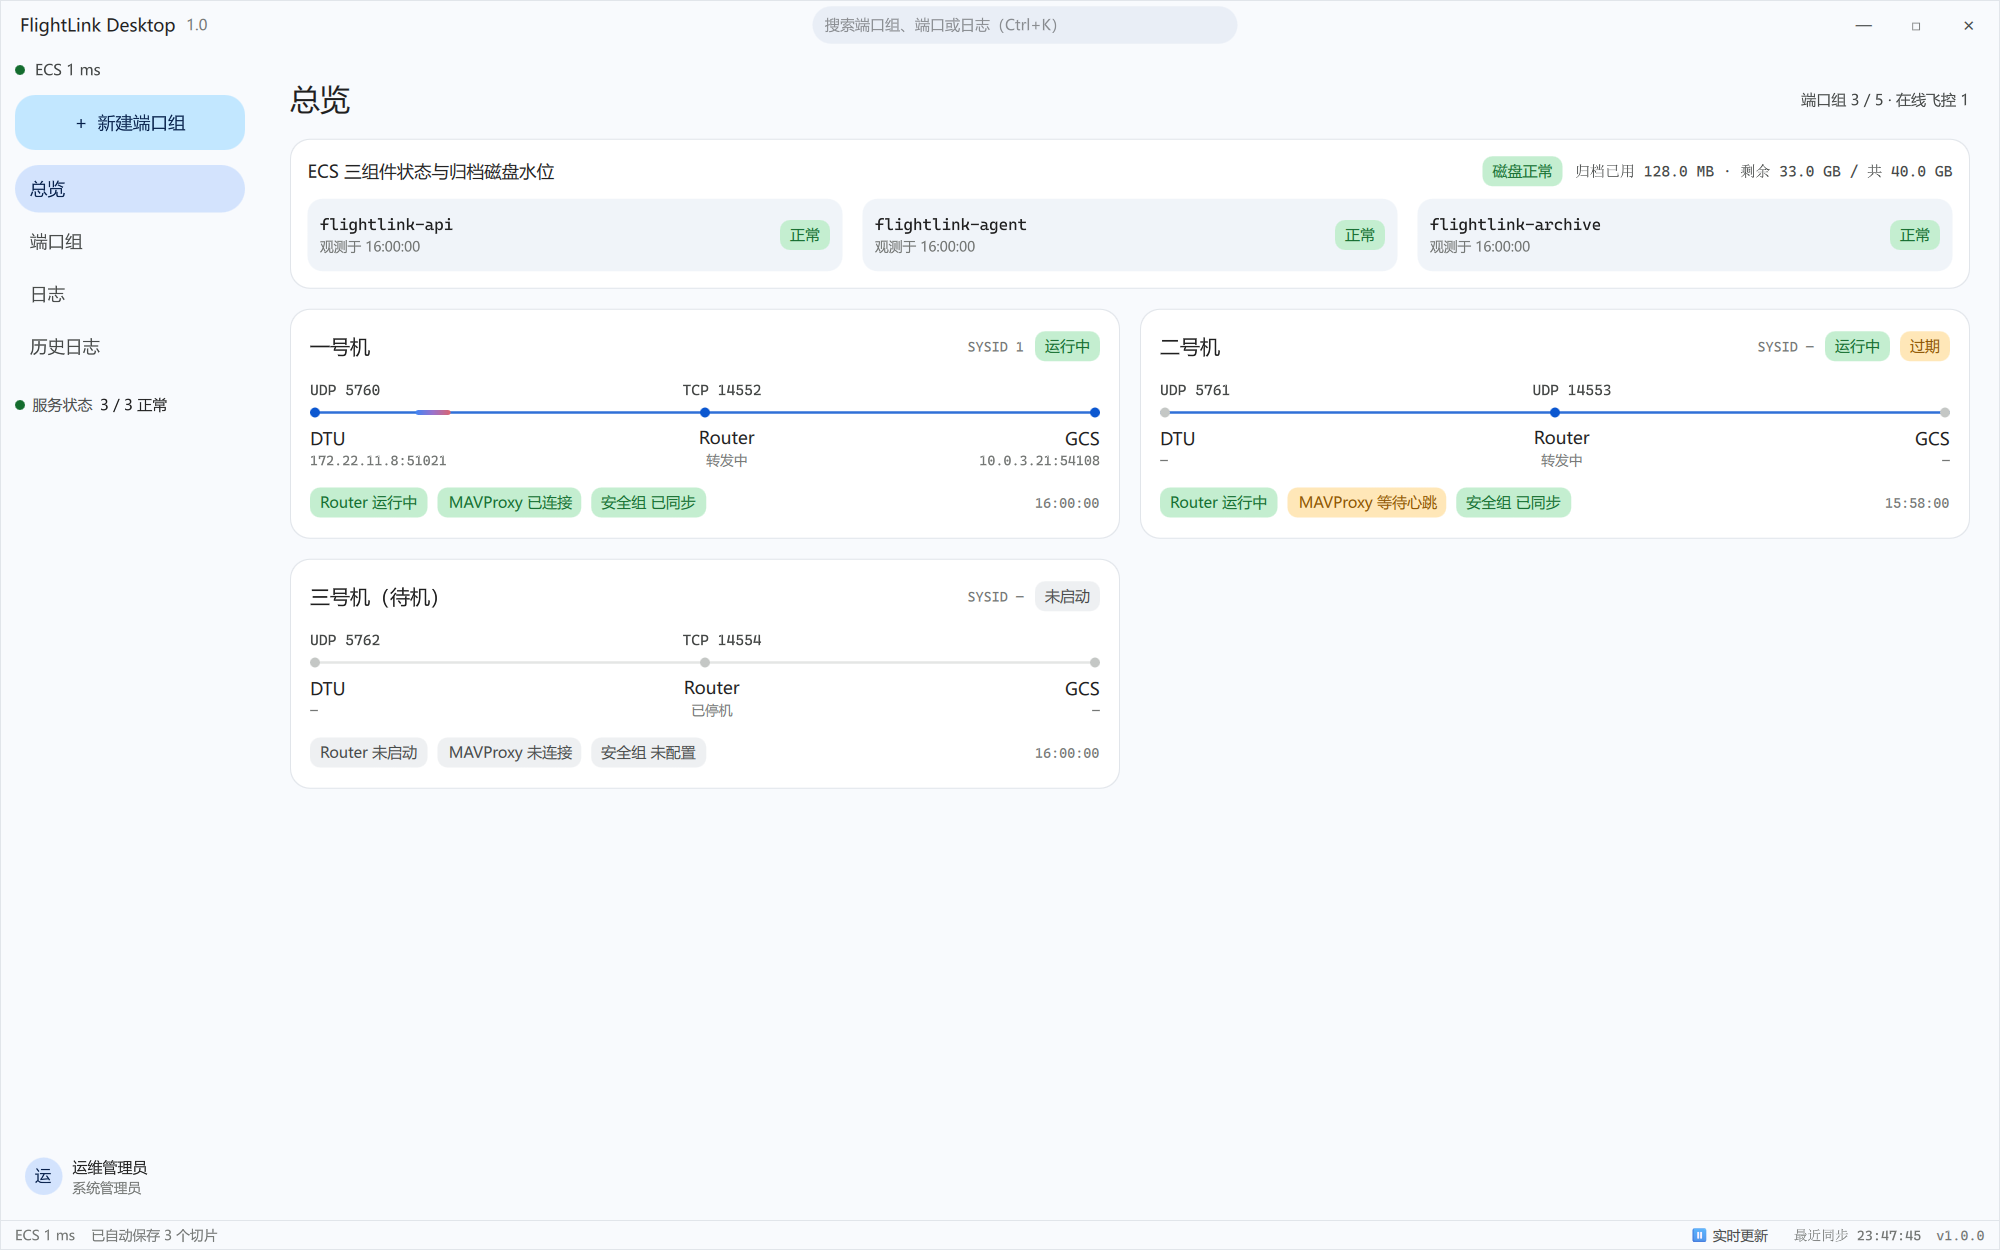 FlightLink Desktop 1.0
搜索端口组、端口或日志（Ctrl+K）
ECS 1 ms
+ 新建端口组
总览
端口组
日志
历史日志
服务状态 3 / 3 正常
总览
端口组 3 / 5 · 在线飞控 1
ECS 三组件状态与归档磁盘水位
磁盘正常 归档已用 128.0 MB · 剩余 33.0 GB / 共 40.0 GB
flightlink-api
观测于 16:00:00
正常
flightlink-agent
观测于 16:00:00
正常
flightlink-archive
观测于 16:00:00
正常
一号机
SYSID 1 运行中
UDP 5760 TCP 14552
DTU Router GCS
172.22.11.8:51021 转发中 10.0.3.21:54108
Router 运行中 MAVProxy 已连接 安全组 已同步 16:00:00
二号机
SYSID — 运行中 过期
UDP 5761 UDP 14553
DTU Router GCS
— 转发中 —
Router 运行中 MAVProxy 等待心跳 安全组 已同步 15:58:00
三号机（待机）
SYSID — 未启动
UDP 5762 TCP 14554
DTU Router GCS
— 已停机 —
Router 未启动 MAVProxy 未连接 安全组 未配置 16:00:00
运
运维管理员
系统管理员
ECS 1 ms 已自动保存 3 个切片
实时更新 最近同步 23:47:45 v1.0.0